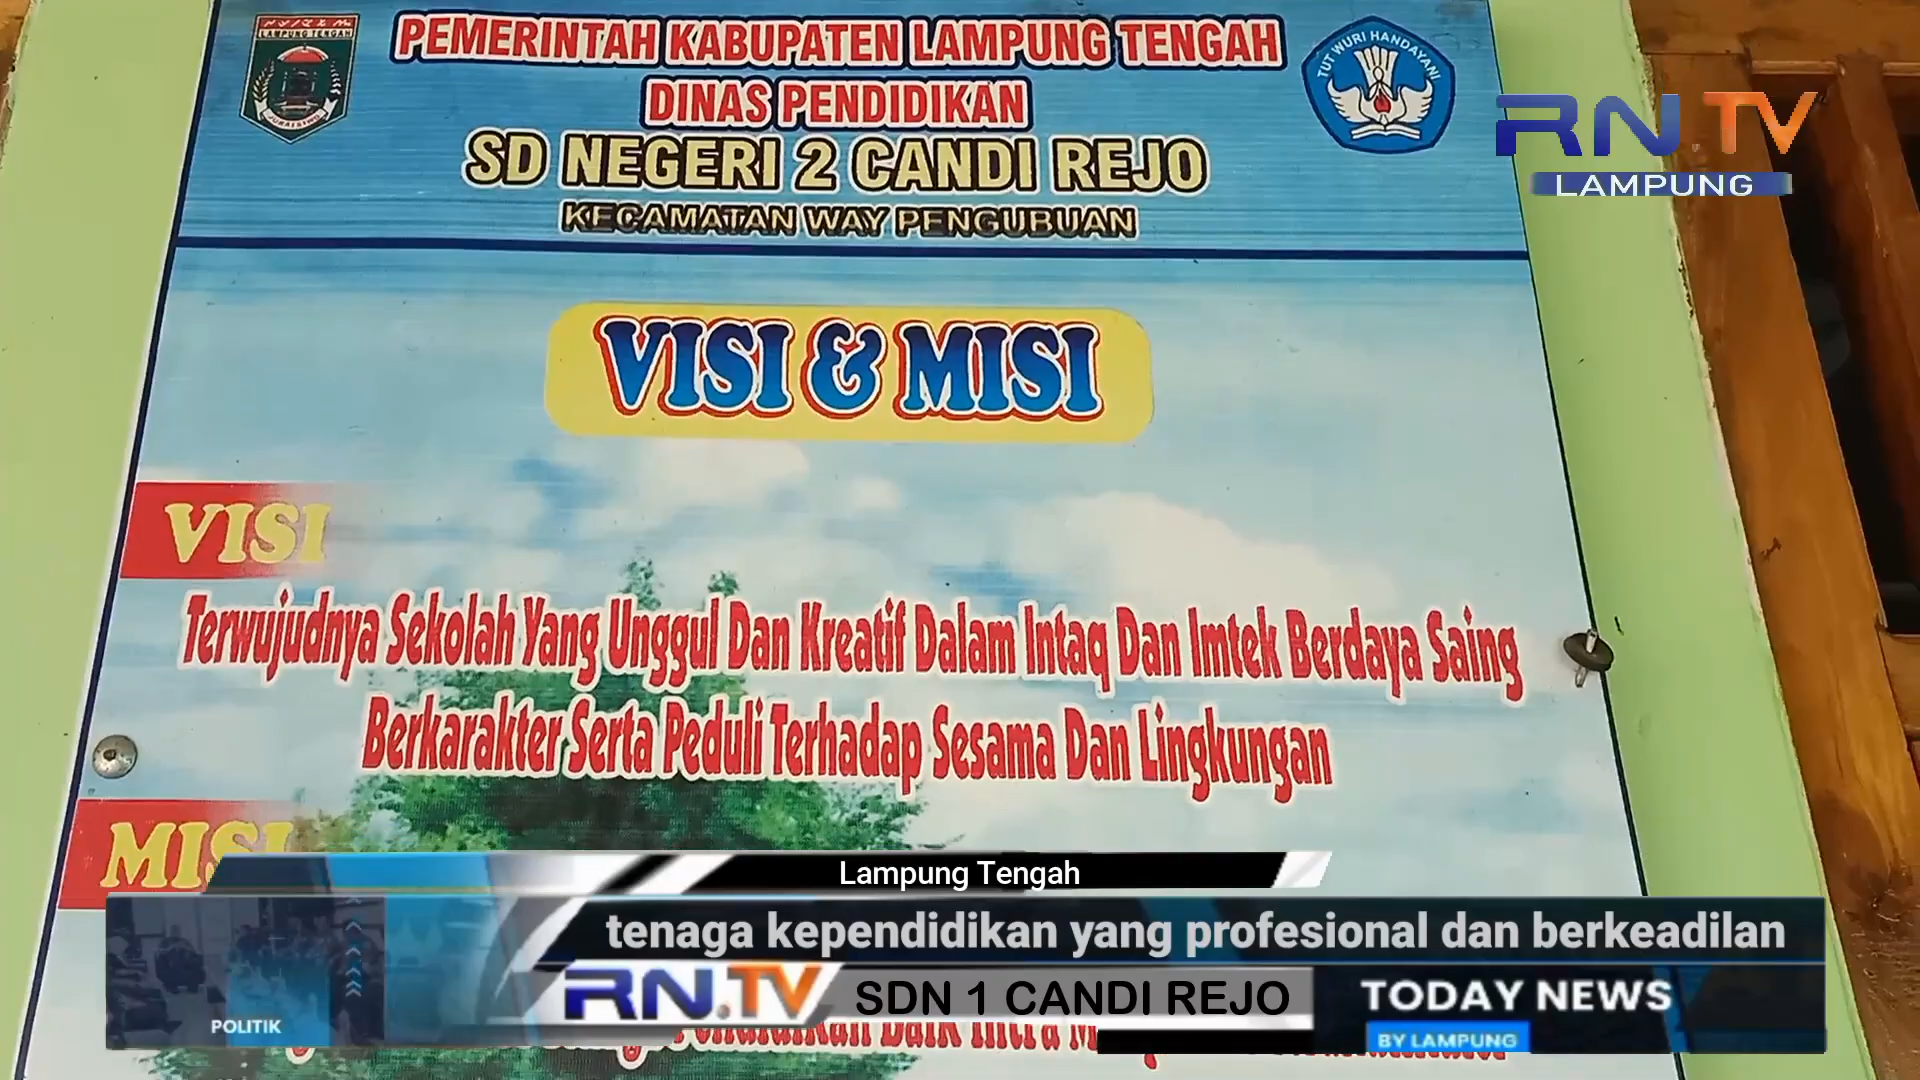 LAMPUNG TENGAH
PEMERINTAH KABUPATEN LAMPUNG TENGAH
TUT WURI HANDAYANI
DINAS PENDIDIKAN
SD NEGERI 2 CANDI REJO
KECAMATAN WAY PENGUBUAN
RN.TV
LAMPUNG
VISI & MISI
VISI
Terwujudnya Sekolah Yang Unggul Dan Kreatif Dalam Intaq Dan Imtek Berdaya Saing
Berkarakter Serta Peduli Terhadap Sesama Dan Lingkungan
MISI
Lampung Tengah
tenaga kependidikan yang profesional dan berkeadilan
RN.TV
SDN 1 CANDI REJO
TODAY NEWS
POLITIK
BY LAMPUNG